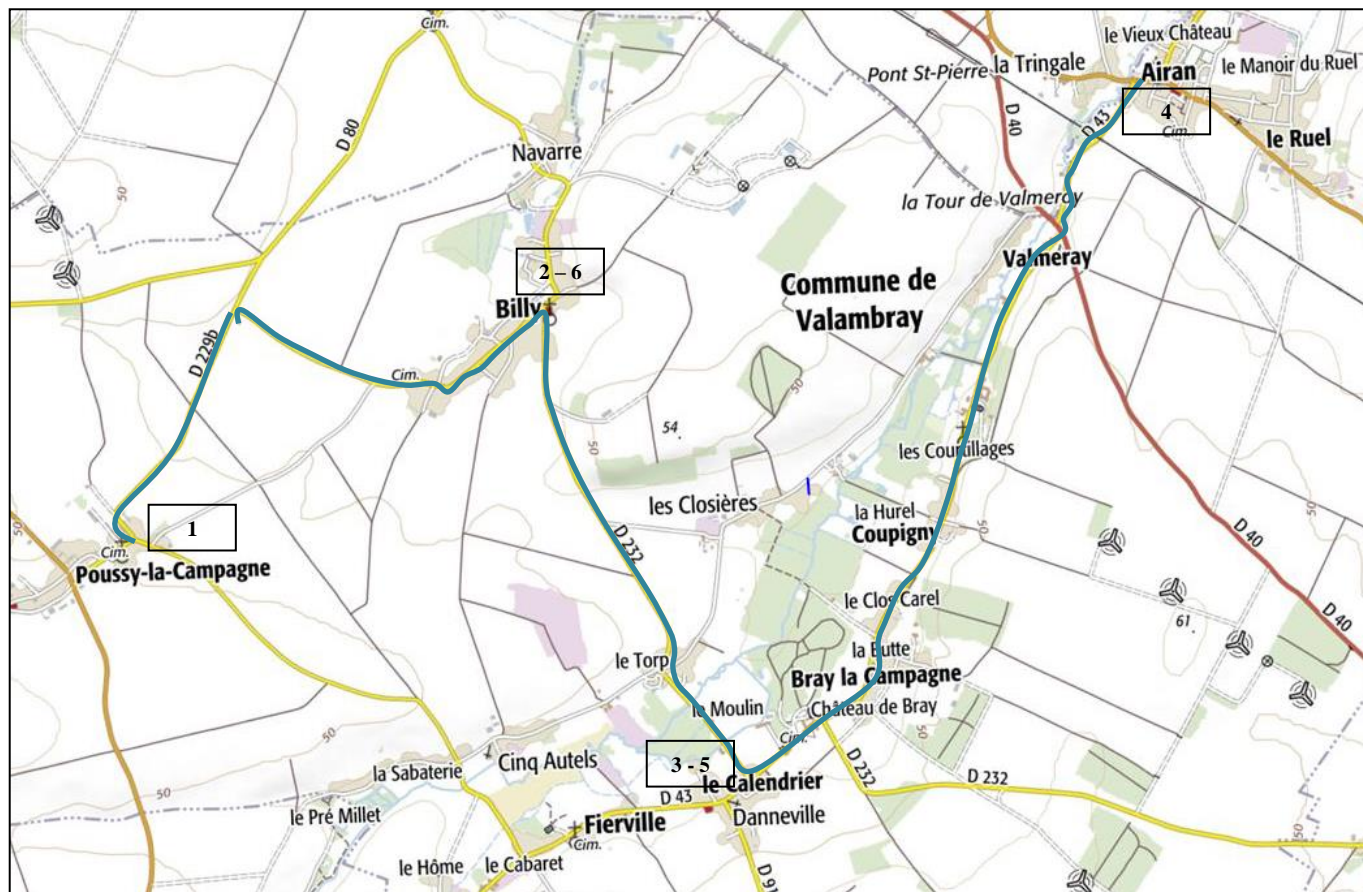 Cim.
le Vieux Château
Pont St-Pierre
la Tringale
Airan
le Manoir du Ruel
D 80
D 40
D 43
4
Cim.
le Ruel
Navarre
50
la Tour de Valmeray
Valmeray
2 – 6
Billy
Commune de
Valambray
D 229b
Cim.
50
54
50
les Courtillages
50
les Closières
la Hurel
Coupigny
50
1
50
Cim.
Poussy-la-Campagne
D 232
D 40
le Clos Carel
61
D 40
la Butte
le Torp
Bray la Campagne
le Moulin
Château de Bray
Cim.
50
Cinq Autels
3 - 5
la Sabaterie
le Calendrier
D 232
D 232
50
le Pré Millet
D 43
Fierville
Danneville
50
Cim.
le Hôme
le Cabaret
D 91